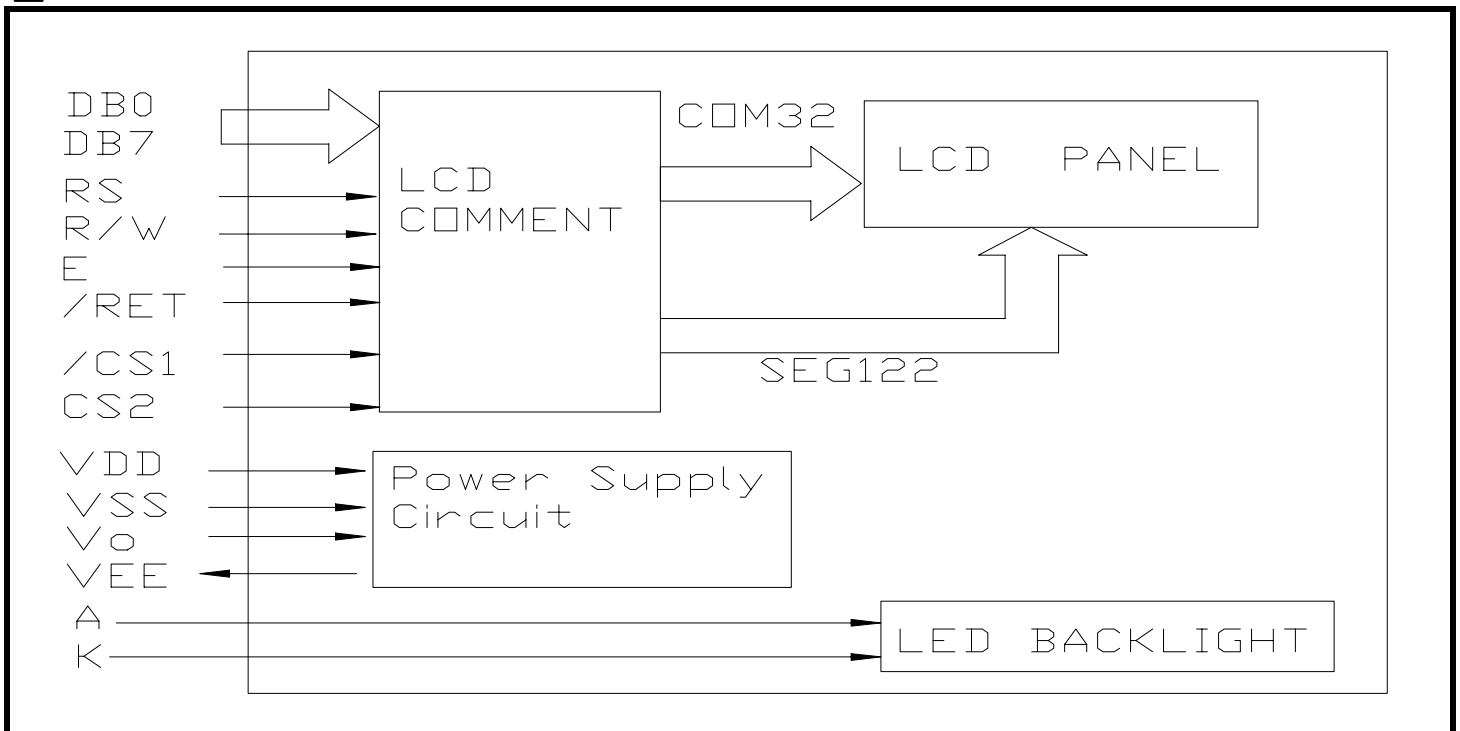 DB0
DB7
RS
R/W
E
/RET
/CS1
CS2
VDD
VSS
Vo
VEE
A
K
LCD
COMMENT
COM32
LCD PANEL
SEG122
Power Supply
Circuit
LED BACKLIGHT